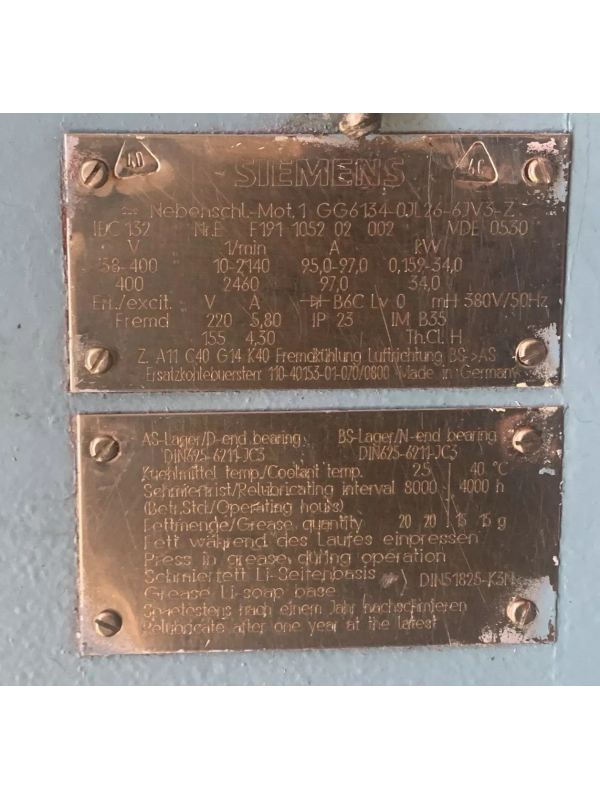 SIEMENS
Nebenschl.-Mot. 1 GG6134-0JL26-6JV3-Z
IEC 132 Nr.E F191 1052 02 002 VDE 0530
V 1/min A kW
38-400 10-2140 95,0-97,0 0,159-34,0
400 2460 97,0 34,0
Err./excit. V A B6C Lv 0 mH 380V/50Hz
Fremd 220 5,80 IP 23 IM B35
155 4,30 Th.Cl. H
Z. A11 C40 G14 K40 Fremdkühlung Luftrichtung BS->AS
Ersatzkohlebuersten: 110-40153-01-070/0800 Made in Germany
AS-Lager/D-end bearing BS-Lager/N-end bearing
DIN625-6211-JC3 DIN625-6211-JC3
Kuehlmittel temp./Coolant temp. 25 40 °C
Schmierfrist/Relubricating interval 8000 4000 h
(Betr.Std./Operating hours)
Fettmenge/Grease quantity 20 20 15 15 g
Fett während des Laufes einpressen
Press in grease during operation
Schmierfett Li-Seifenbasis DIN51825-K3N
Grease Li-soap base
Spaetestens nach einem Jahr nachschmieren
Relubricate after one year at the latest